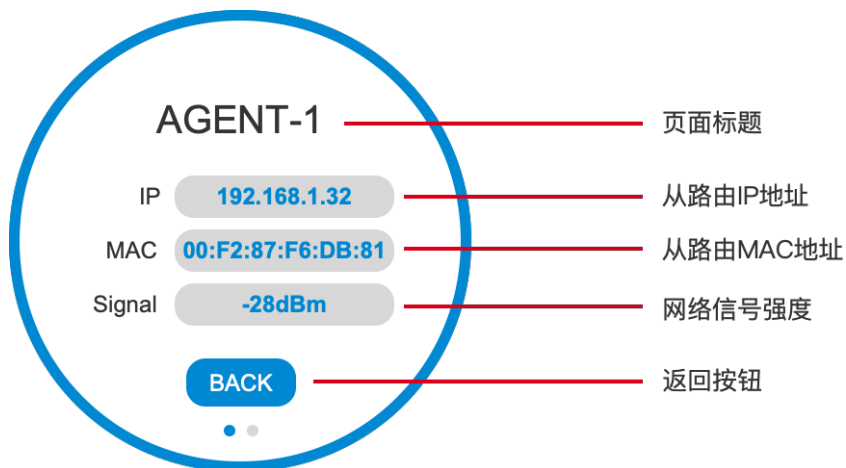 AGENT-1 页面标题
IP 192.168.1.32 从路由IP地址
MAC 00:F2:87:F6:DB:81 从路由MAC地址
Signal -28dBm 网络信号强度
BACK 返回按钮